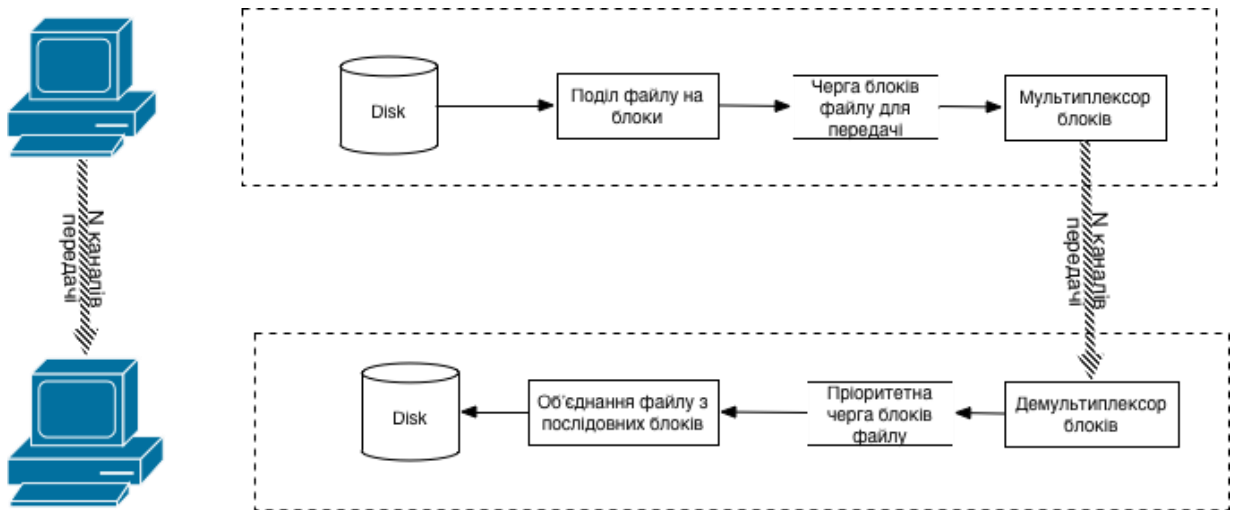 Disk
Поділ файлу на
блоки
Черга блоків
файлу для
передачі
Мультиплексор
блоків
N каналів
передачі
N каналів
передачі
Disk
Об'єднання файлу з
послідовних блоків
Пріоритетна
черга блоків
файлу
Демультиплексор
блоків